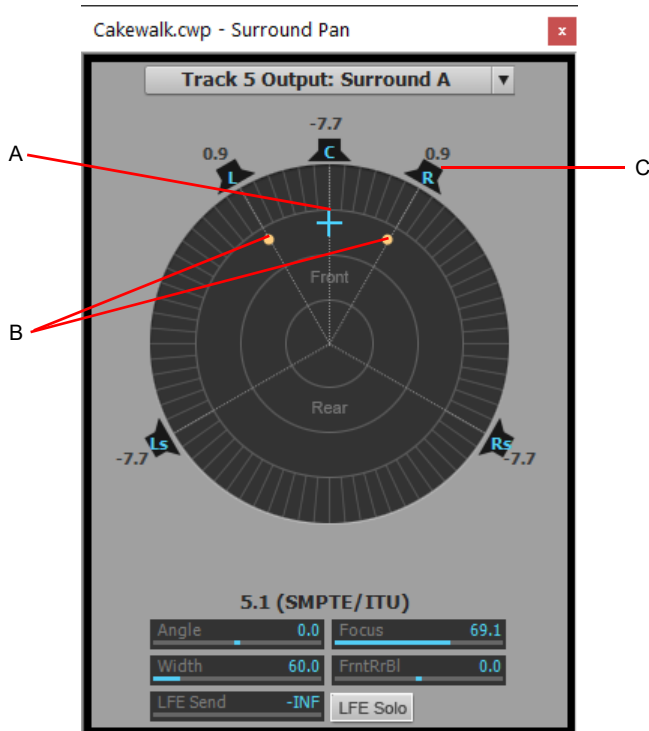 Cakewalk.cwp - Surround Pan x
Track 5 Output: Surround A
-7.7
A 0.9 C 0.9 C
L R
Front
B
Rear
Ls Rs
-7.7 -7.7
5.1 (SMPTE/ITU)
Angle 0.0 Focus 69.1
Width 60.0 FrntRrBl 0.0
LFE Send -INF LFE Solo